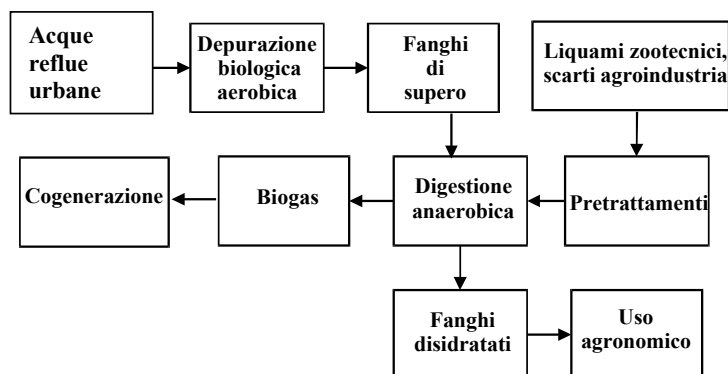 Acque
reflue
urbane
Depurazione
biologica
aerobica
Fanghi
di
supero
Liquami zootecnici,
scarti agroindustria
Cogenerazione
Biogas
Digestione
anaerobica
Pretrattamenti
Fanghi
disidratati
Uso
agronomico